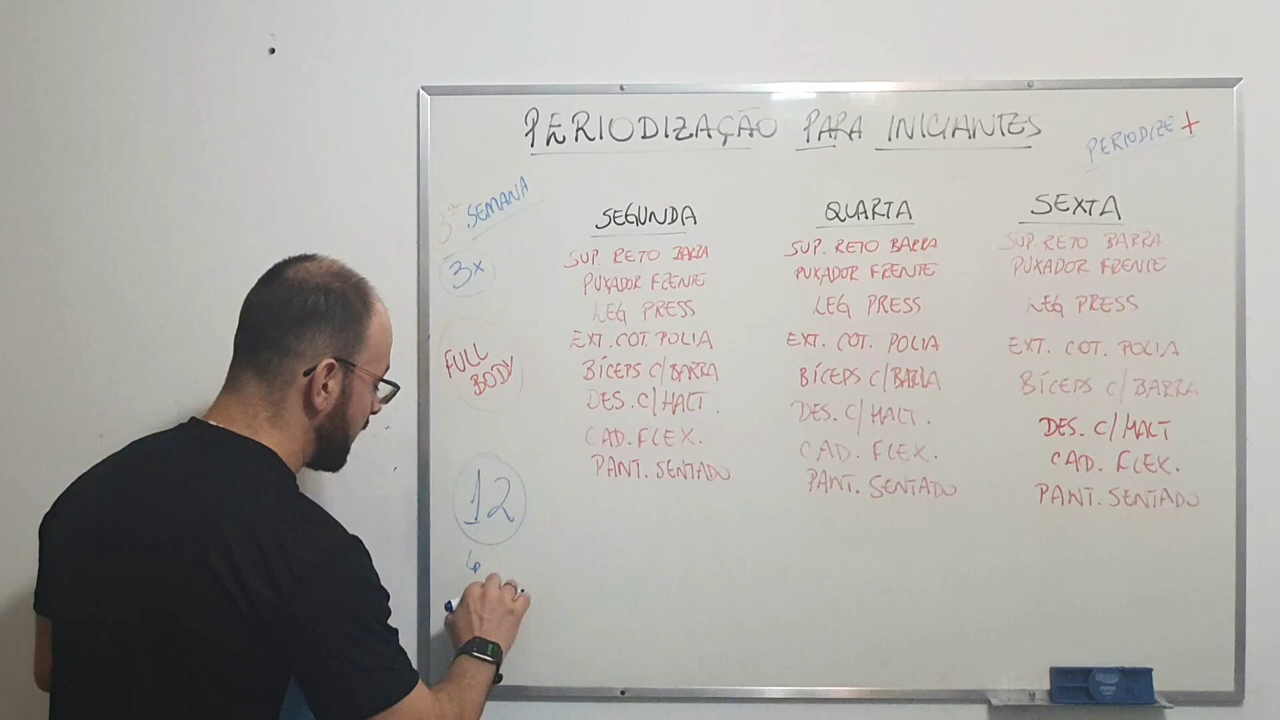 PERIODIZAÇÃO PARA INICIANTES
PERIODIZE +
3ª SEMANA
3x
FULL
BODY
12
6
SEGUNDA
SUP. RETO BARRA
PUXADOR FRENTE
LEG PRESS
EXT. COT. POLIA
BÍCEPS C/BARRA
DES. C/HALT.
CAD. FLEX.
PANT. SENTADO
QUARTA
SUP. RETO BARRA
PUXADOR FRENTE
LEG PRESS
EXT. COT. POLIA
BÍCEPS C/BARRA
DES. C/HALT.
CAD. FLEX.
PANT. SENTADO
SEXTA
SUP. RETO BARRA
PUXADOR FRENTE
LEG PRESS
EXT. COT. POLIA
BÍCEPS C/BARRA
DES. C/HALT
CAD. FLEX.
PANT. SENTADO